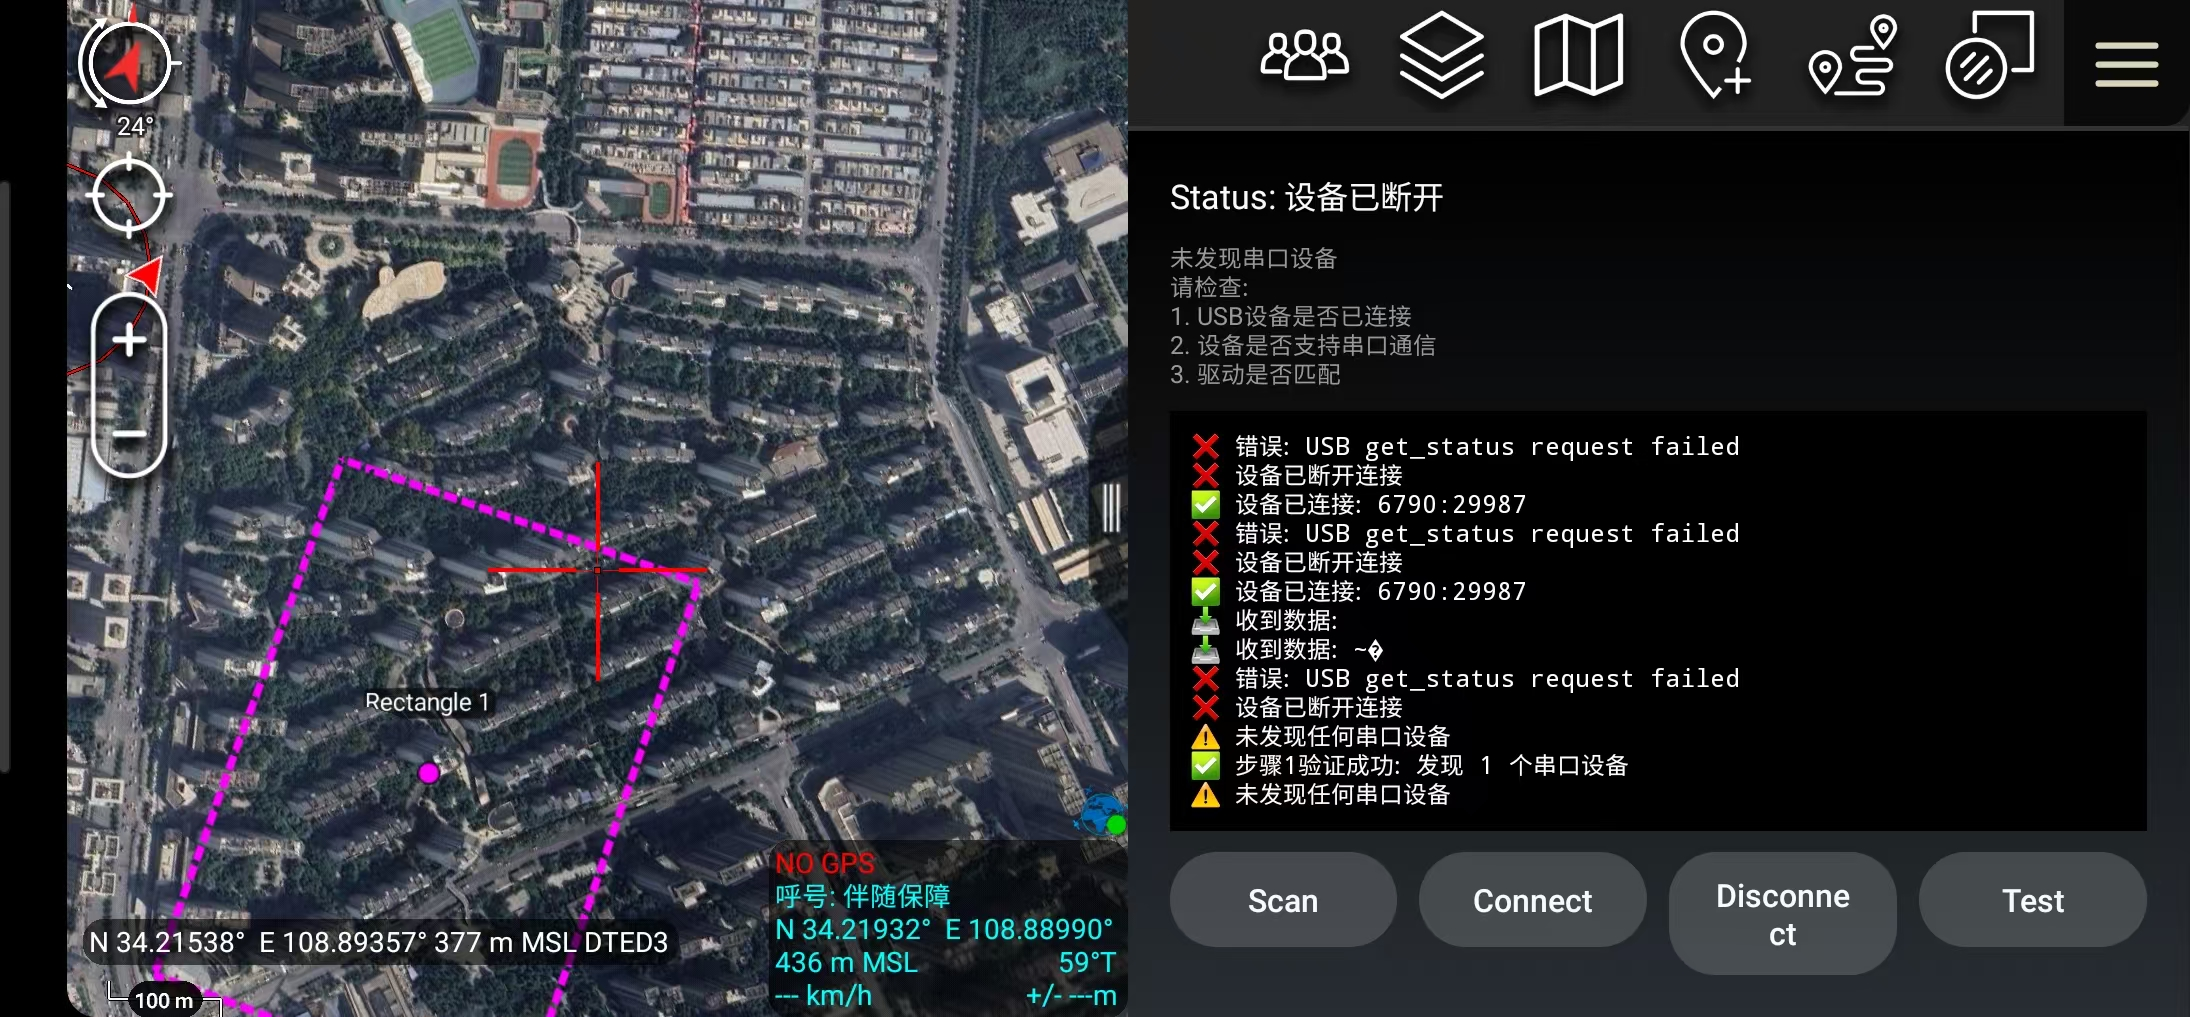 24°
Rectangle 1
N 34.21538°  E 108.89357° 377 m MSL DTED3
100 m
NO GPS
呼号: 伴随保障
N 34.21932°  E 108.88990°
436 m MSL 59°T
--- km/h +/- ---m
Status: 设备已断开
未发现串口设备
请检查:
1. USB设备是否已连接
2. 设备是否支持串口通信
3. 驱动是否匹配
❌ 错误: USB get_status request failed
❌ 设备已断开连接
✅ 设备已连接: 6790:29987
❌ 错误: USB get_status request failed
❌ 设备已断开连接
✅ 设备已连接: 6790:29987
📥 收到数据:
📥 收到数据: ~�
❌ 错误: USB get_status request failed
❌ 设备已断开连接
⚠️ 未发现任何串口设备
✅ 步骤1验证成功: 发现 1 个串口设备
⚠️ 未发现任何串口设备
Scan
Connect
Disconne
ct
Test